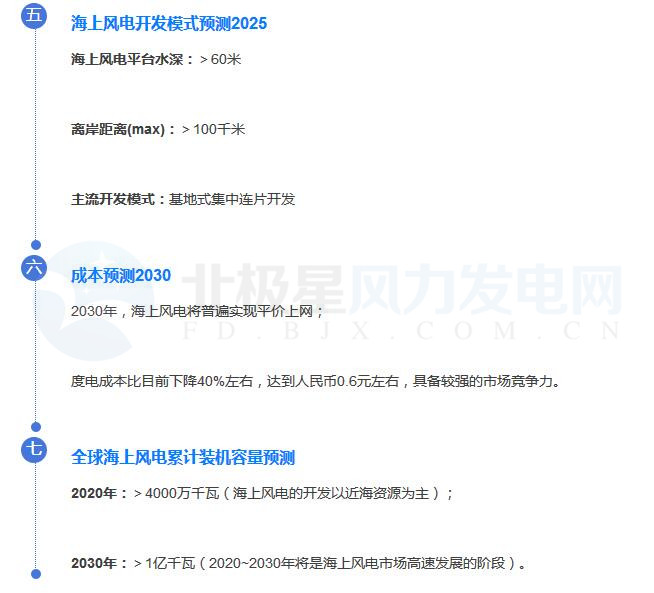 五
海上风电开发模式预测2025
海上风电平台水深：＞60米
离岸距离(max)：＞100千米
主流开发模式：基地式集中连片开发
六
成本预测2030
北极星风力发电网
FD.BJX.COM.CN
2030年，海上风电将普遍实现平价上网；
度电成本比目前下降40%左右，达到人民币0.6元左右，具备较强的市场竞争力。
七
全球海上风电累计装机容量预测
2020年：＞4000万千瓦（海上风电的开发以近海资源为主）；
2030年：＞1亿千瓦（2020~2030年将是海上风电市场高速发展的阶段）。